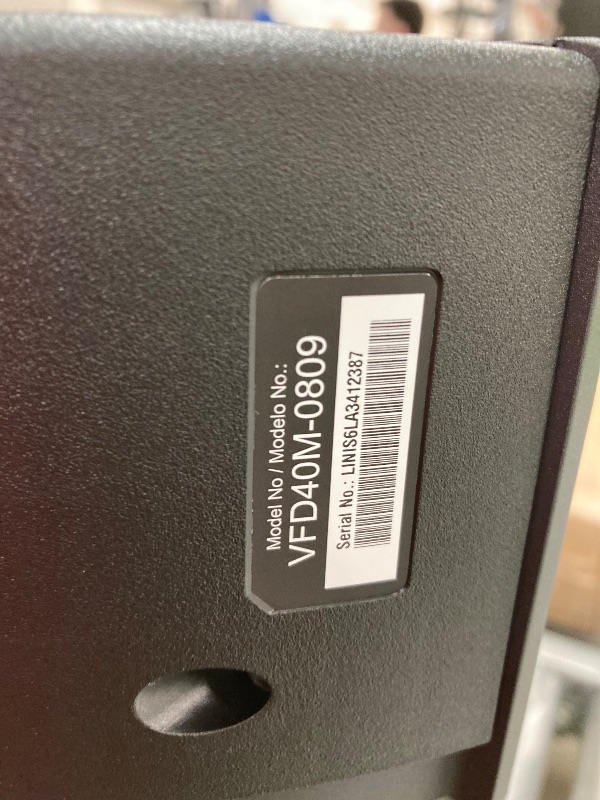 Model No / Modelo No.:
VFD40M-0809
Serial No.: LINIS6LA3412387